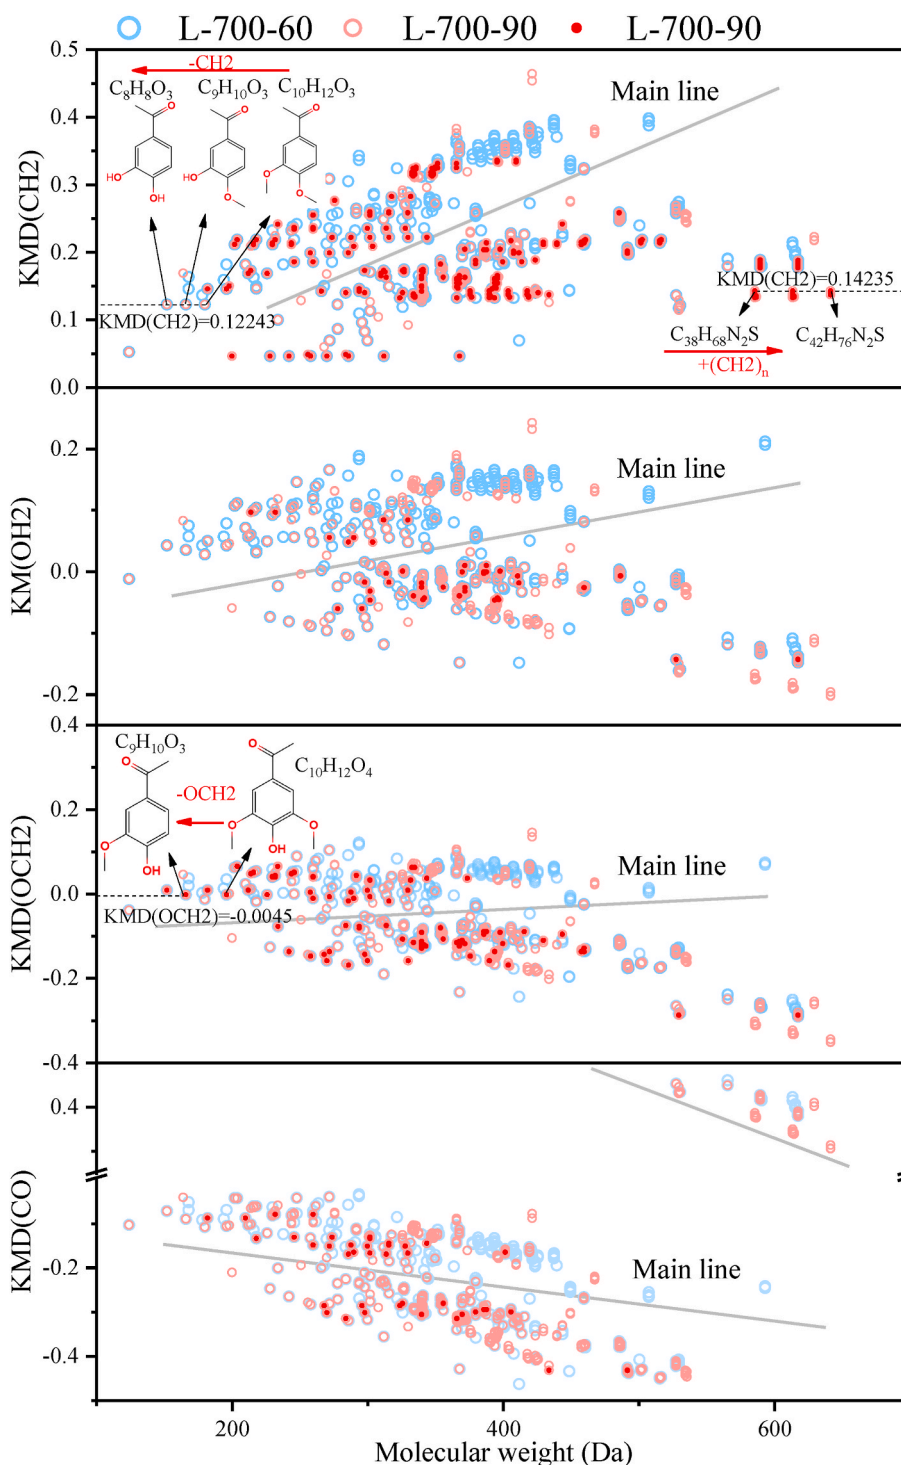 L-700-60 L-700-90 L-700-90
0.5
0.4
0.3
0.2
0.1
0.0
KMD(CH2)
-CH2
C8H8O3 C9H10O3 C10H12O3
O O O
HO OH HO O O O
Main line
KMD(CH2)=0.12243
KMD(CH2)=0.14235
C38H68N2S C42H76N2S
+(CH2)n
0.2
0.0
-0.2
KM(OH2)
Main line
0.4
0.2
0.0
-0.2
-0.4
KMD(OCH2)
C9H10O3
C10H12O4
-OCH2
O O
O OH O OH O
Main line
KMD(OCH2)=-0.0045
0.4
-0.2
-0.4
KMD(CO)
Main line
200 400 600
Molecular weight (Da)